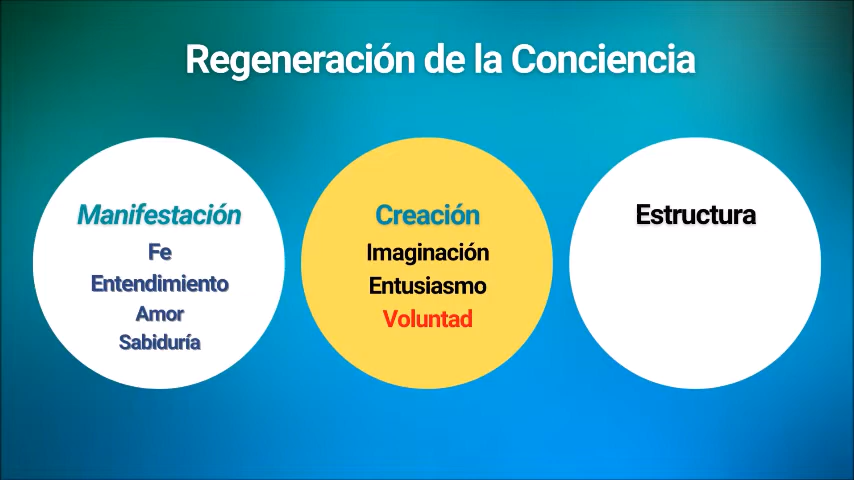 Regeneración de la Conciencia
Manifestación
Fe
Entendimiento
Amor
Sabiduría
Creación
Imaginación
Entusiasmo
Voluntad
Estructura